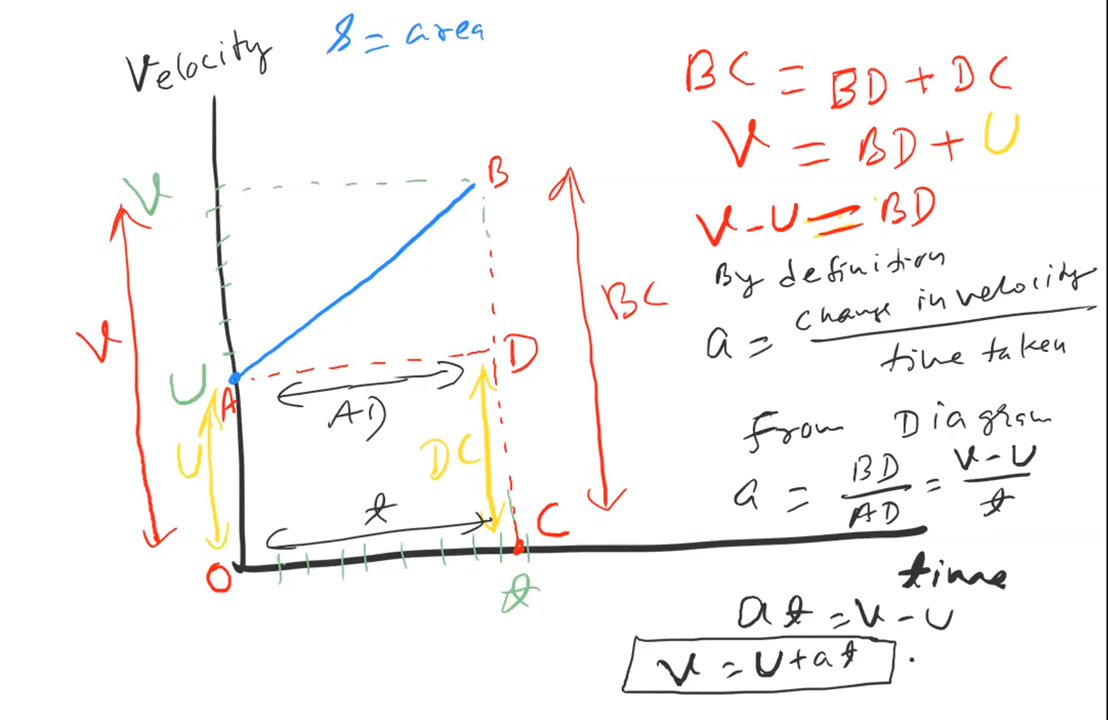 Velocity
S = area
BC = BD + DC
V = BD + U
V - U = BD
By definition
a = change in velocity / time taken
From Diagram
a = BD / AD = V - U / t
at = V - U
V = U + at .
V
B
V
BC
D
U
A
AD
U
DC
t
C
O
t
time